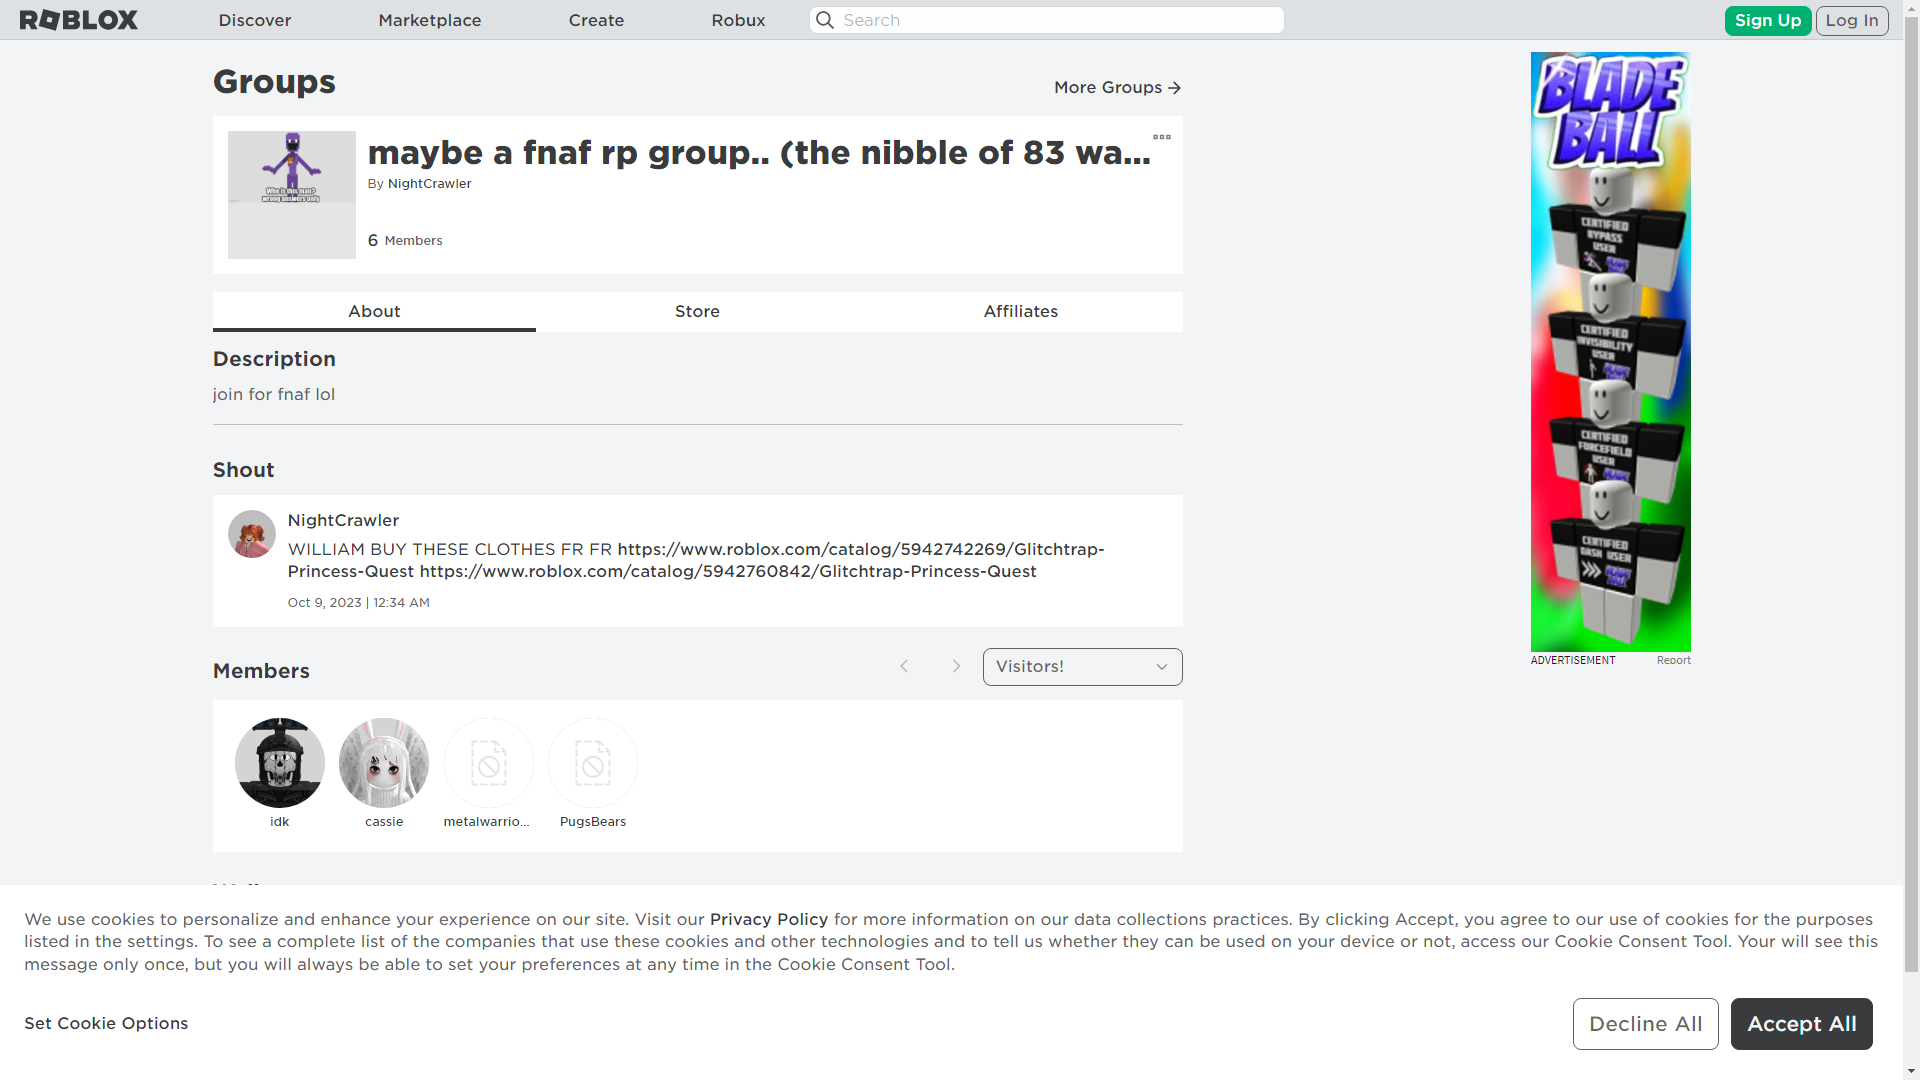 ROBLOX
Discover
Marketplace
Create
Robux
Search
Sign Up
Log In
Groups
More Groups
maybe a fnaf rp group.. (the nibble of 83 wa...
By NightCrawler
Who is this man?
wrong answers only
6 Members
About
Store
Affiliates
Description
join for fnaf lol
Shout
NightCrawler
WILLIAM BUY THESE CLOTHES FR FR https://www.roblox.com/catalog/5942742269/Glitchtrap-
Princess-Quest https://www.roblox.com/catalog/5942760842/Glitchtrap-Princess-Quest
Oct 9, 2023 | 12:34 AM
Members
Visitors!
idk
cassie
metalwarrio...
PugsBears
BLADE
BALL
CERTIFIED
BYPASS
USER
CERTIFIED
INVISIBILITY
USER
CERTIFIED
FORCEFIELD
USER
CERTIFIED
DASH USER
ADVERTISEMENT
Report
We use cookies to personalize and enhance your experience on our site. Visit our Privacy Policy for more information on our data collections practices. By clicking Accept, you agree to our use of cookies for the purposes
listed in the settings. To see a complete list of the companies that use these cookies and other technologies and to tell us whether they can be used on your device or not, access our Cookie Consent Tool. Your will see this
message only once, but you will always be able to set your preferences at any time in the Cookie Consent Tool.
Set Cookie Options
Decline All
Accept All